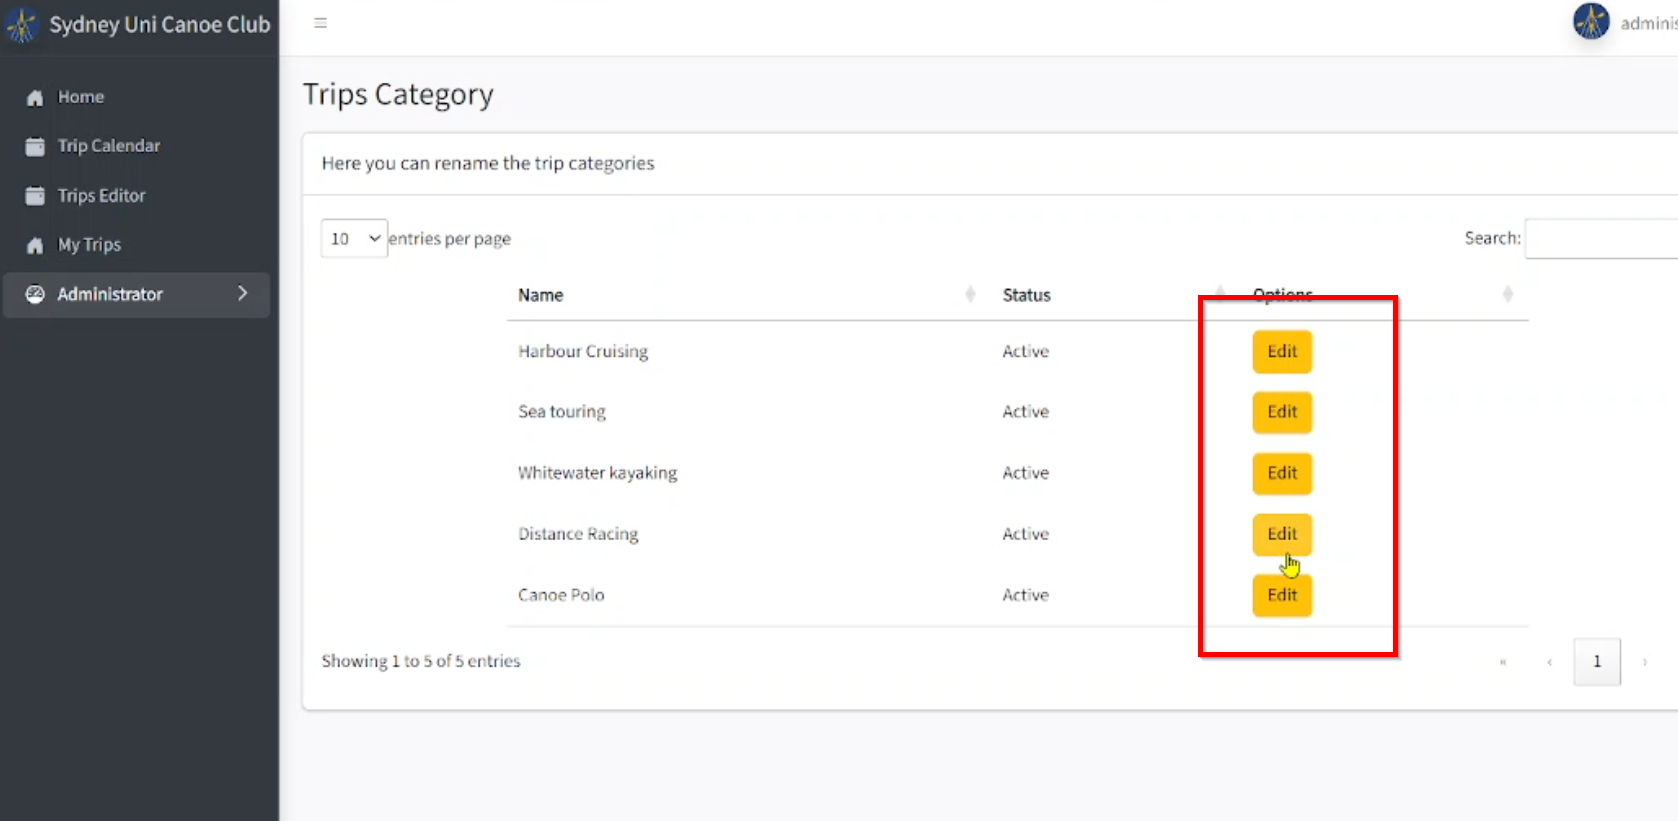 Sydney Uni Canoe Club
Home
Trip Calendar
Trips Editor
My Trips
Administrator
Trips Category
Here you can rename the trip categories
10 entries per page
Search:
Name Status Options
Harbour Cruising Active Edit
Sea touring Active Edit
Whitewater kayaking Active Edit
Distance Racing Active Edit
Canoe Polo Active Edit
Showing 1 to 5 of 5 entries
« ‹ 1 ›